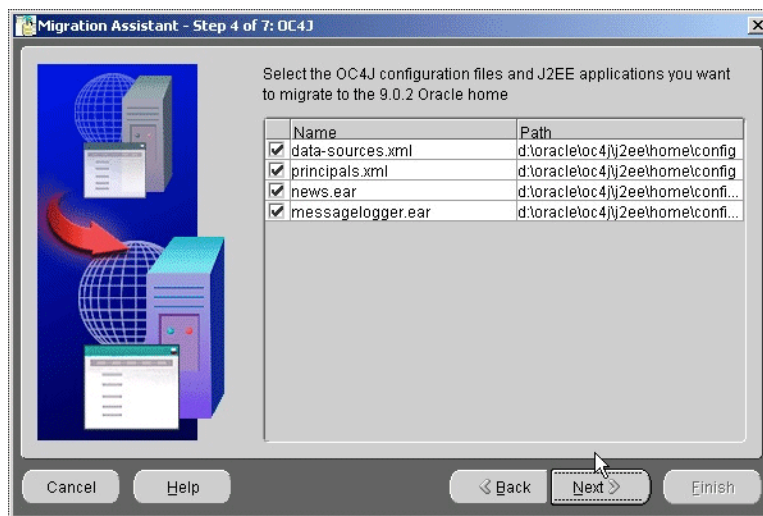 Migration Assistant - Step 4 of 7: OC4J
Select the OC4J configuration files and J2EE applications you want
to migrate to the 9.0.2 Oracle home
Name Path
data-sources.xml d:\oracle\oc4j\j2ee\home\config
principals.xml d:\oracle\oc4j\j2ee\home\config
news.ear d:\oracle\oc4j\j2ee\home\confi...
messagelogger.ear d:\oracle\oc4j\j2ee\home\confi...
Cancel Help Back Next Finish